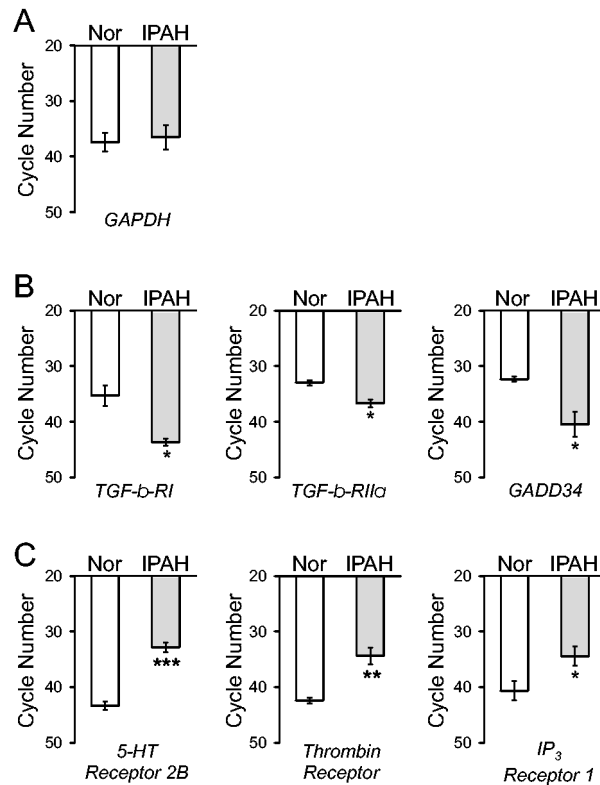 A
Nor IPAH
20
30
40
50
Cycle Number
GAPDH
B
Nor IPAH
20
30
40
50
Cycle Number
*
TGF-b-RI
Nor IPAH
20
30
40
50
Cycle Number
*
TGF-b-RIIα
Nor IPAH
20
30
40
50
Cycle Number
*
GADD34
C
Nor IPAH
20
30
40
50
Cycle Number
***
5-HT
Receptor 2B
Nor IPAH
20
30
40
50
Cycle Number
**
Thrombin
Receptor
Nor IPAH
20
30
40
50
Cycle Number
*
IP3
Receptor 1